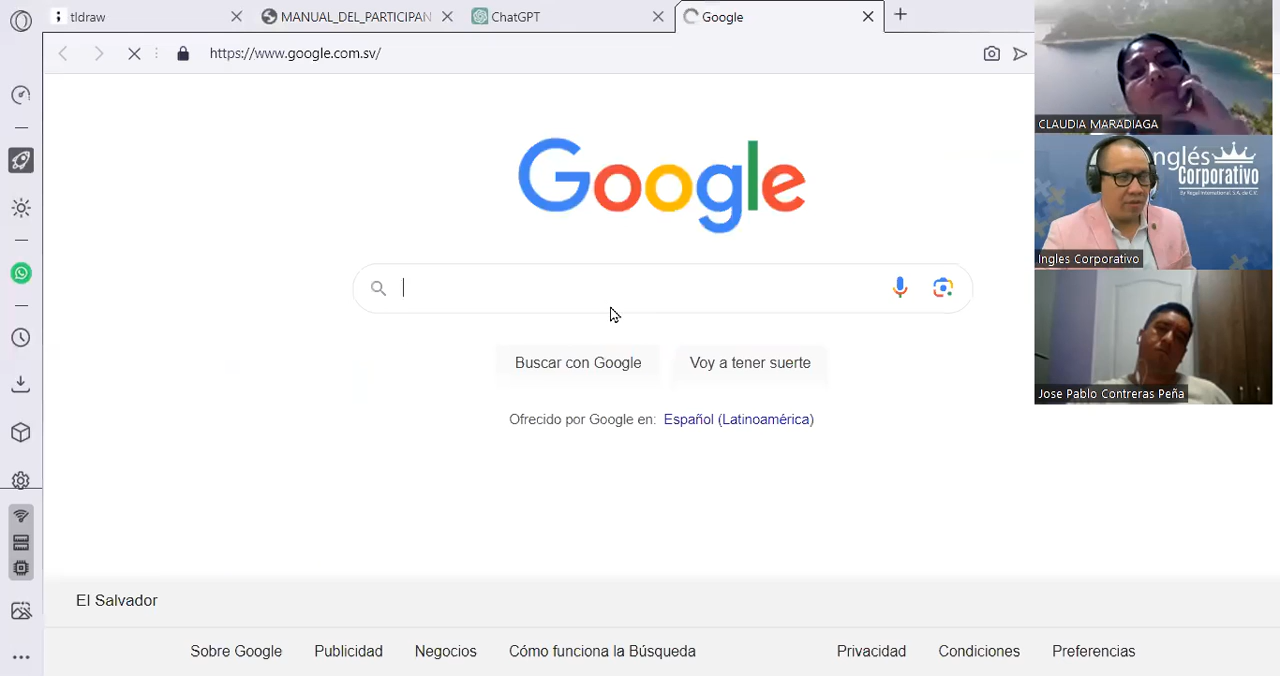 tldraw
MANUAL_DEL_PARTICIPAN
ChatGPT
Google
https://www.google.com.sv/
Google
Buscar con Google
Voy a tener suerte
Ofrecido por Google en: Español (Latinoamérica)
El Salvador
Sobre Google
Publicidad
Negocios
Cómo funciona la Búsqueda
Privacidad
Condiciones
Preferencias
CLAUDIA MARADIAGA
inglés
Corporativo
Ingles Corporativo
Jose Pablo Contreras Peña